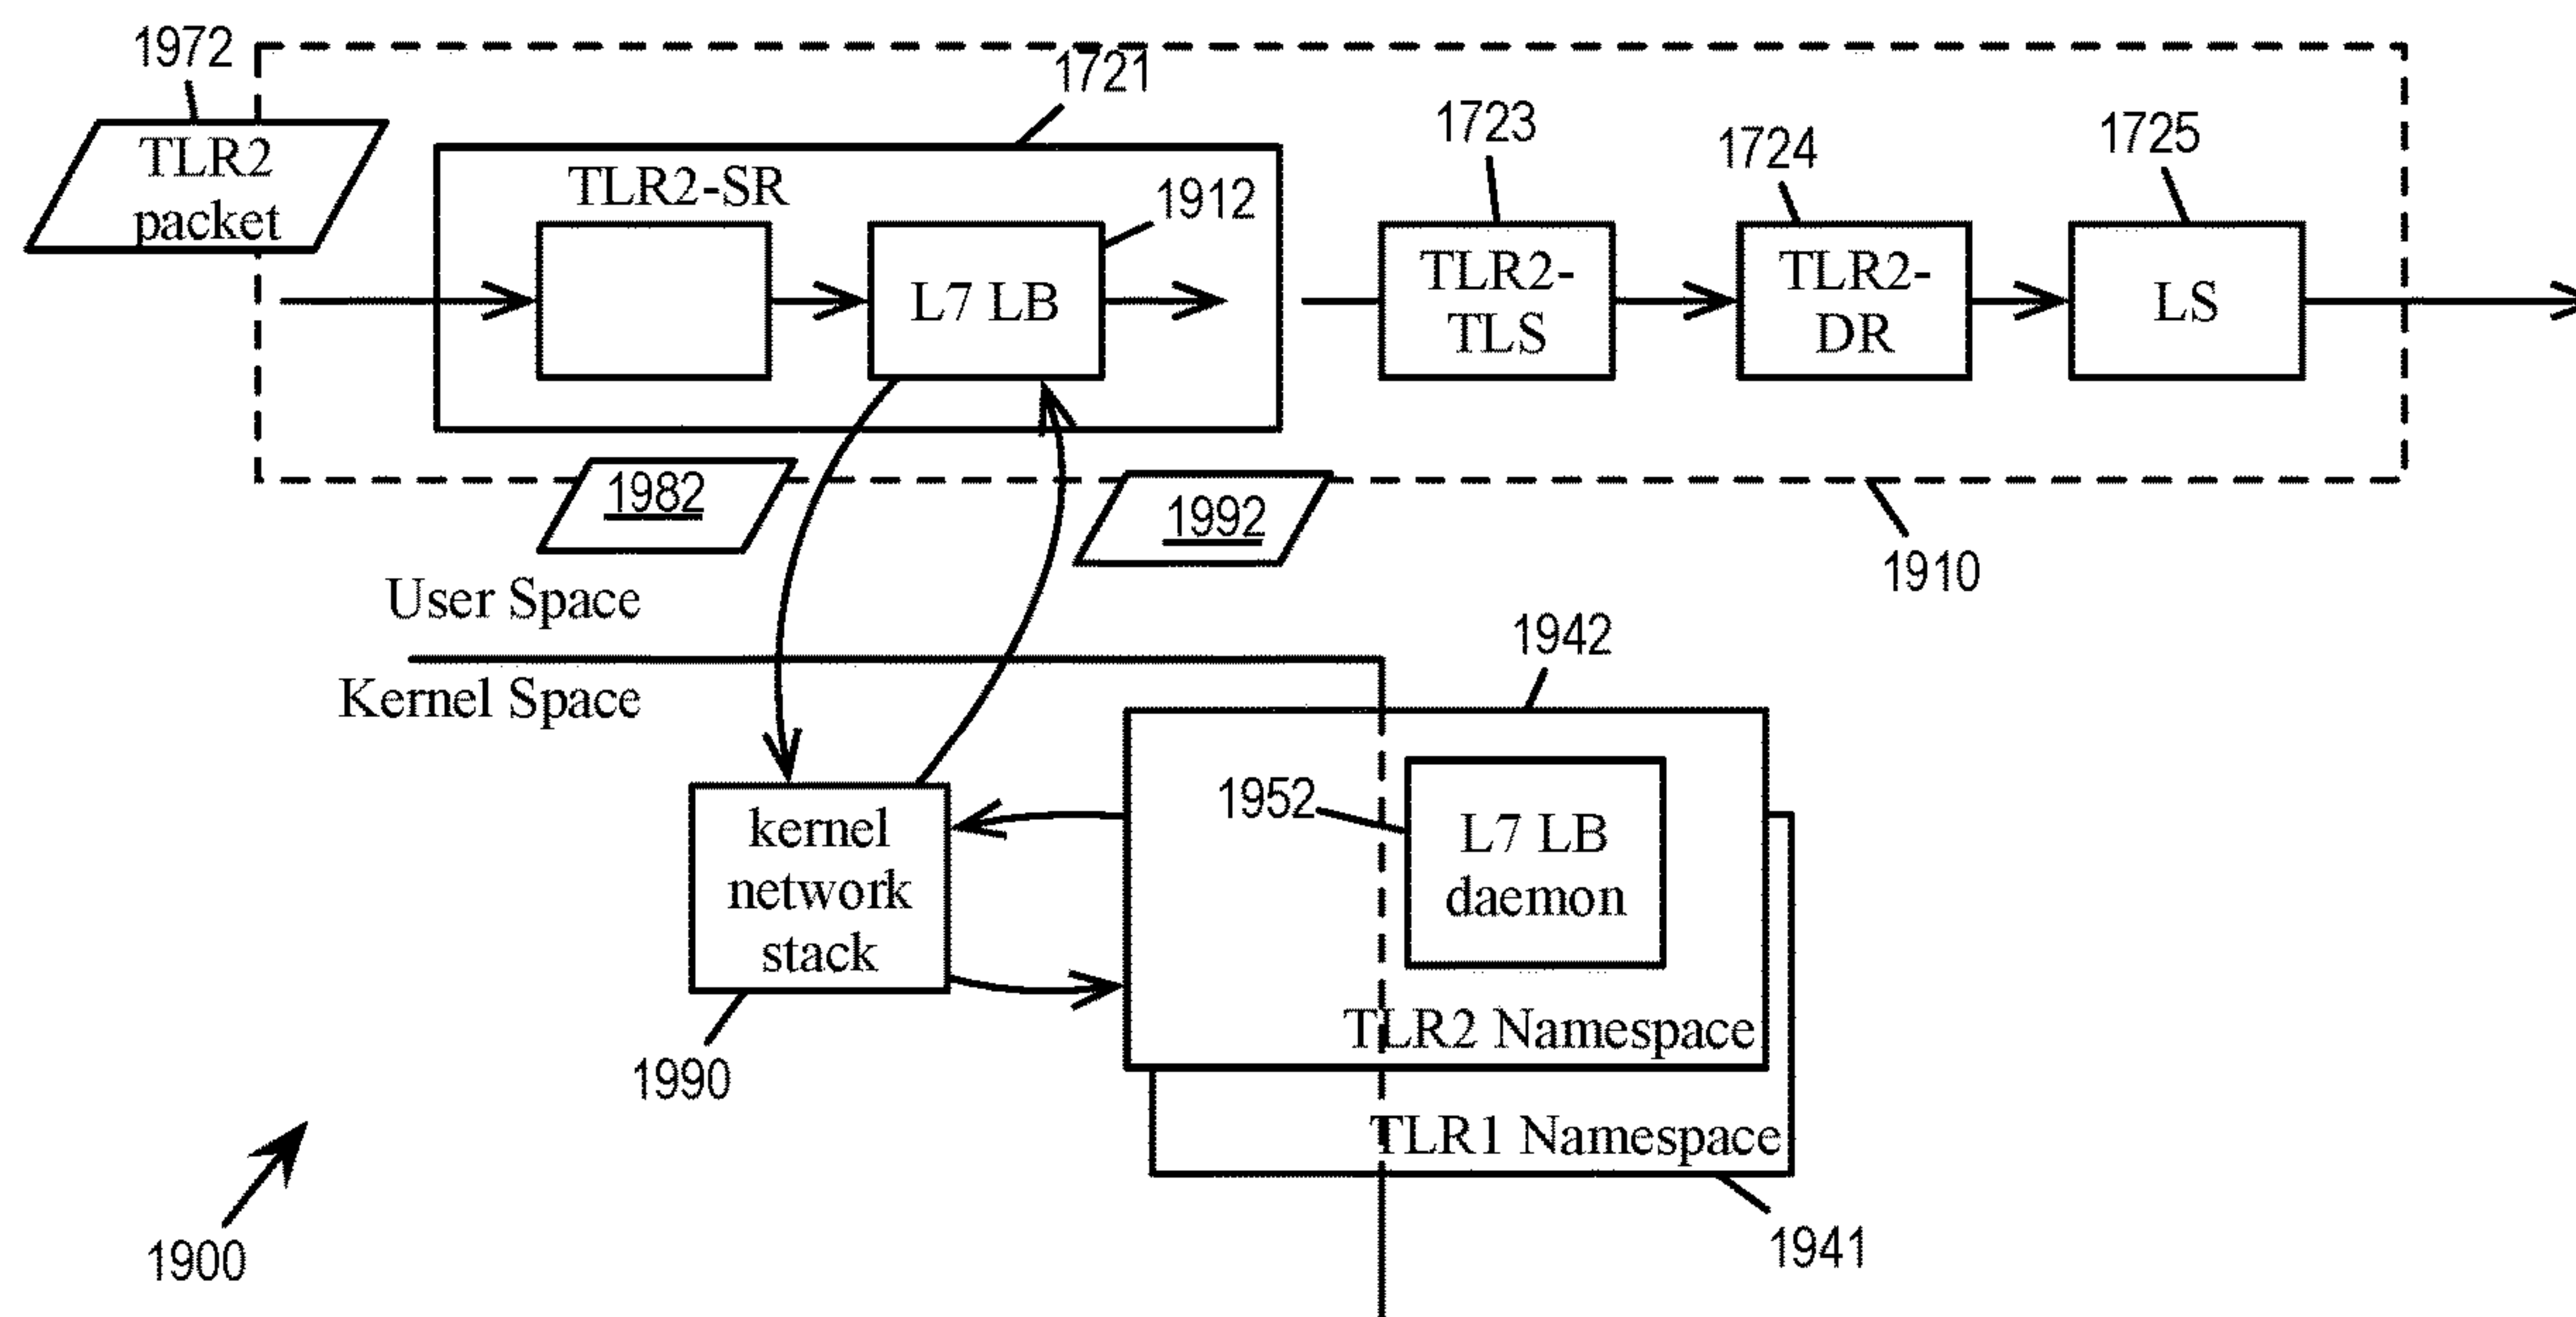 1972
1721
1723
1724
1725
TLR2
packet
TLR2-SR
1912
L7 LB
TLR2-
TLS
TLR2-
DR
LS
1982
1992
1910
User Space
Kernel Space
1942
1952
L7 LB
daemon
kernel
network
stack
TLR2 Namespace
1990
TLR1 Namespace
1941
1900